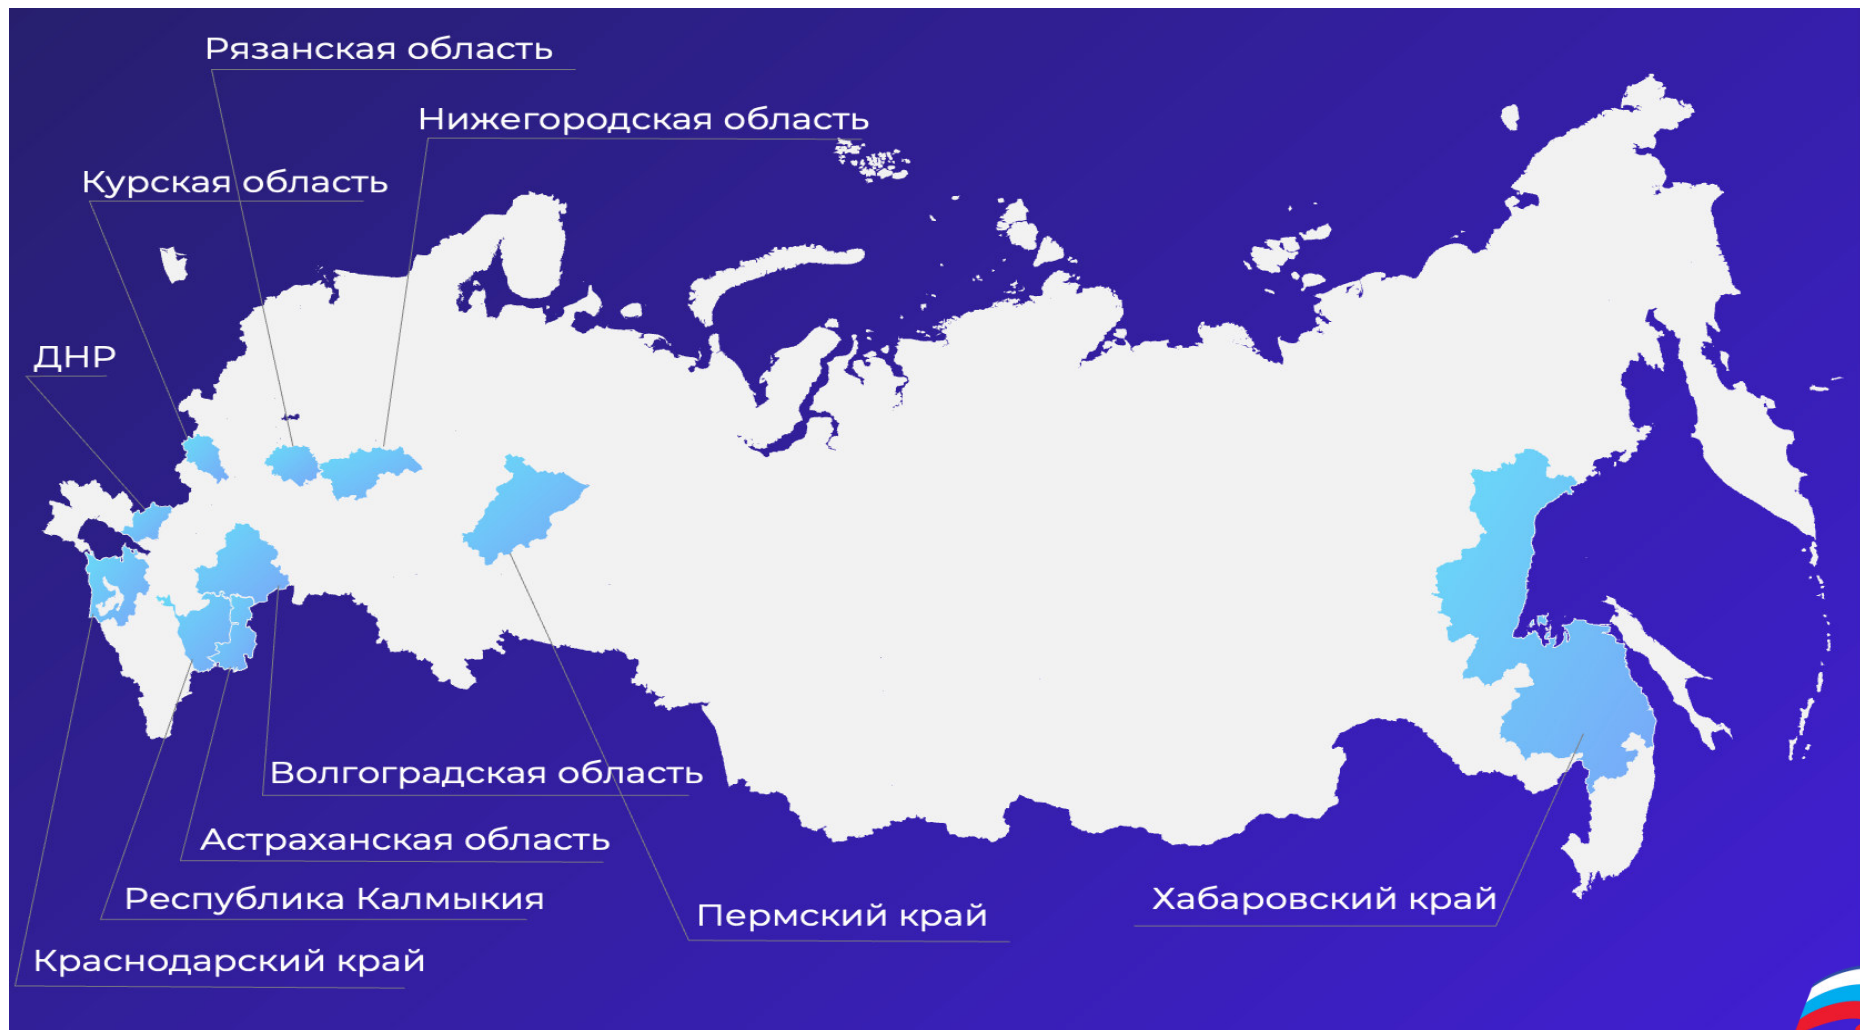 Рязанская область
Нижегородская область
Курская область
ДНР
Волгоградская область
Астраханская область
Республика Калмыкия
Пермский край
Хабаровский край
Краснодарский край